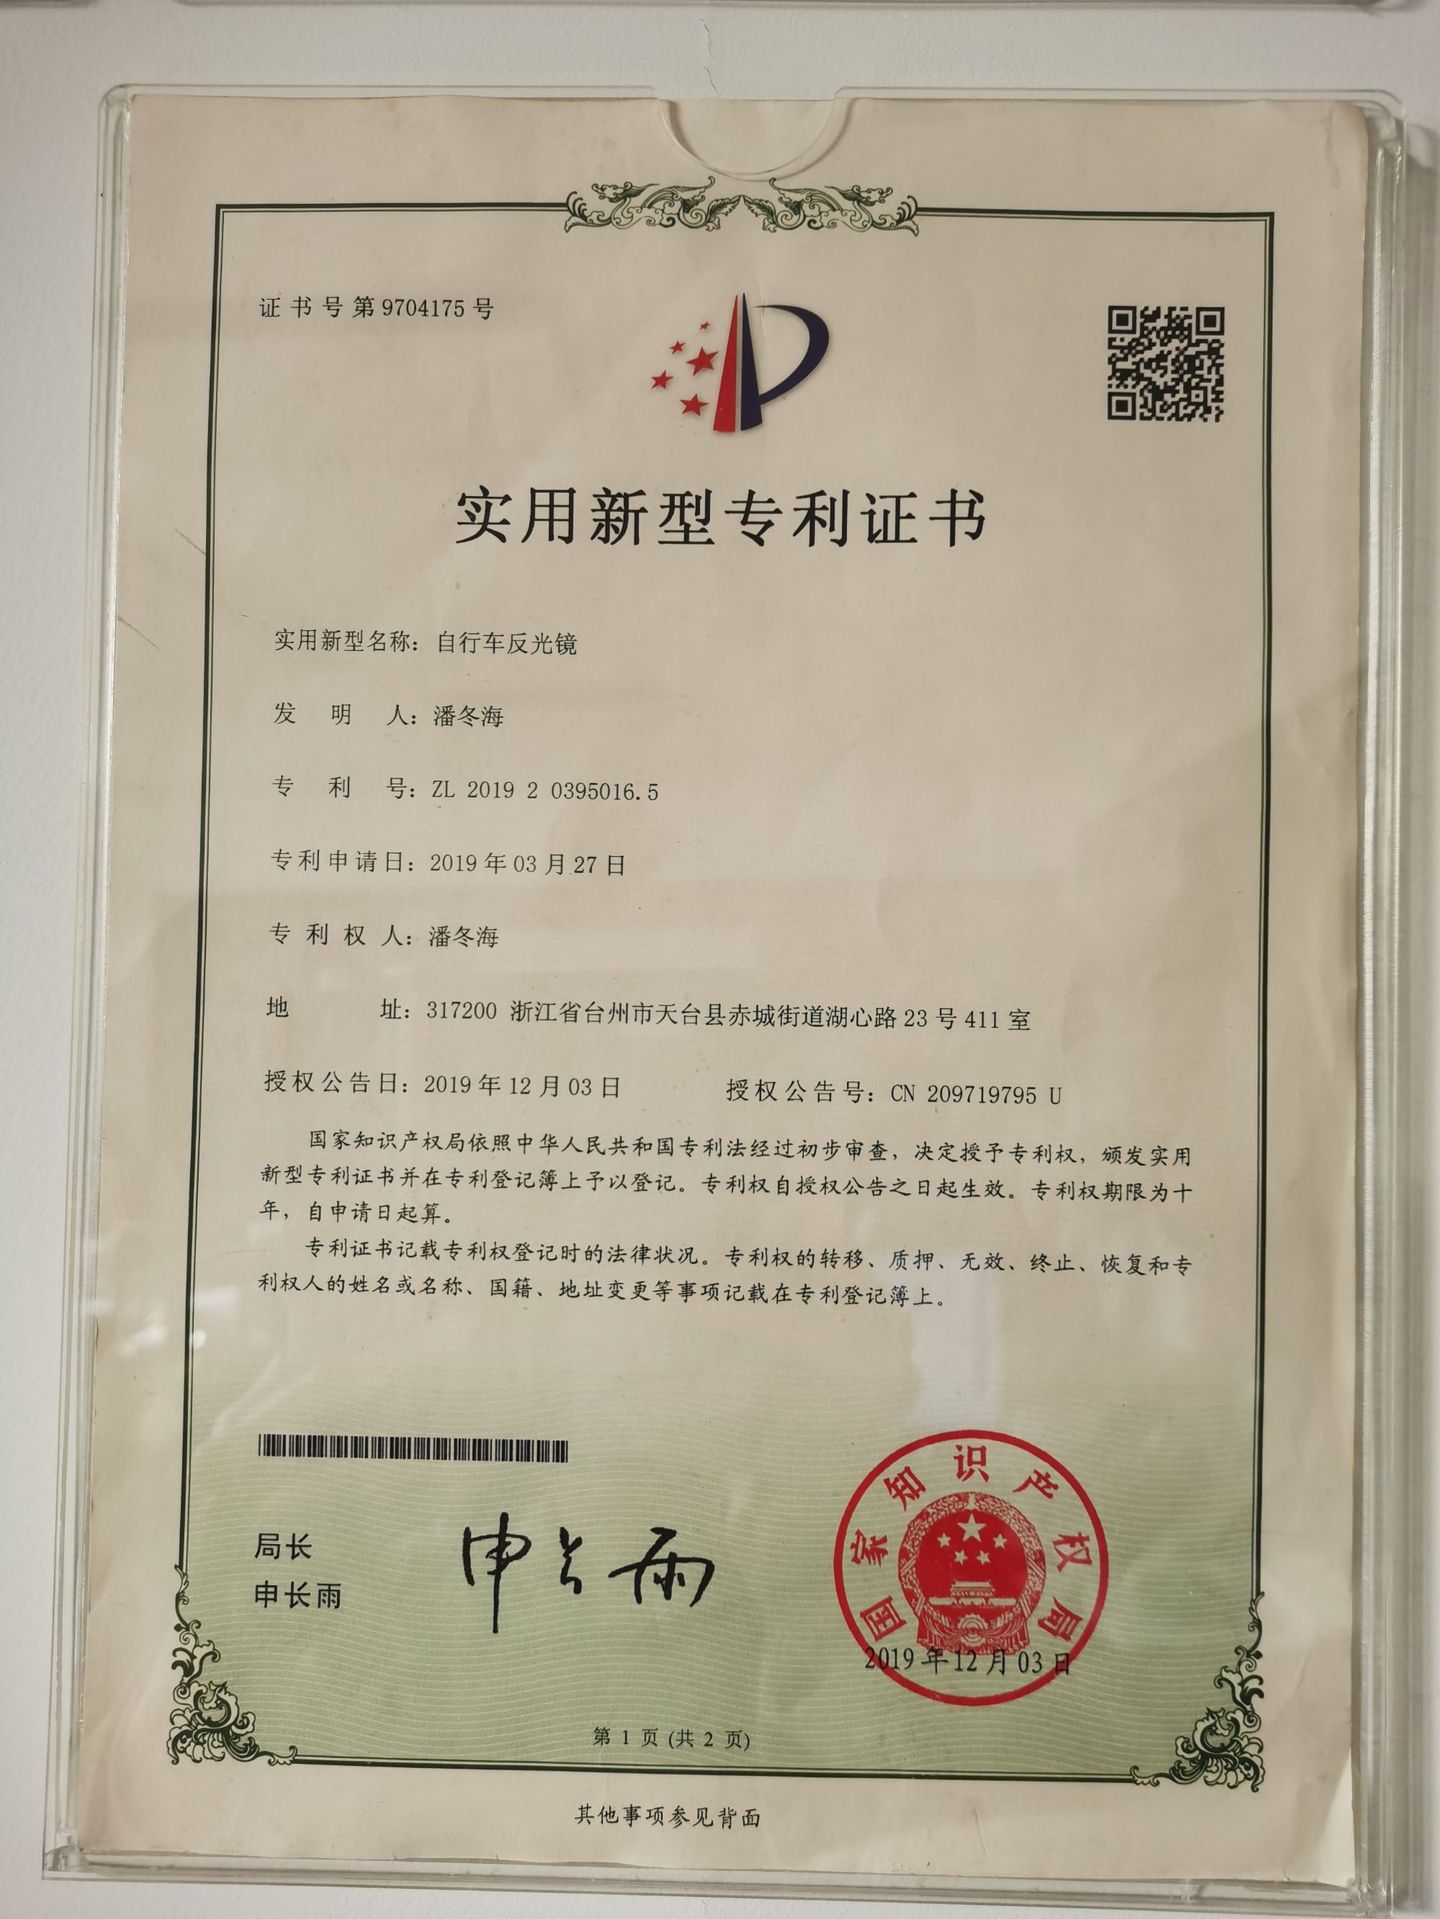 证书号第9704175号
实用新型专利证书
实用新型名称：自行车反光镜
发明人：潘冬海
专利号：ZL 2019 2 0395016.5
专利申请日：2019年03月27日
专利权人：潘冬海
地址：317200 浙江省台州市天台县赤城街道湖心路23号411室
授权公告日：2019年12月03日 授权公告号：CN 209719795 U
国家知识产权局依照中华人民共和国专利法经过初步审查，决定授予专利权，颁发实用
新型专利证书并在专利登记簿上予以登记。专利权自授权公告之日起生效。专利权期限为十
年，自申请日起算。
专利证书记载专利权登记时的法律状况。专利权的转移、质押、无效、终止、恢复和专
利权人的姓名或名称、国籍、地址变更等事项记载在专利登记簿上。
局长
申长雨
申长雨
国家知识产权局
2019年12月03日
第 1 页 (共 2 页)
其他事项参见背面